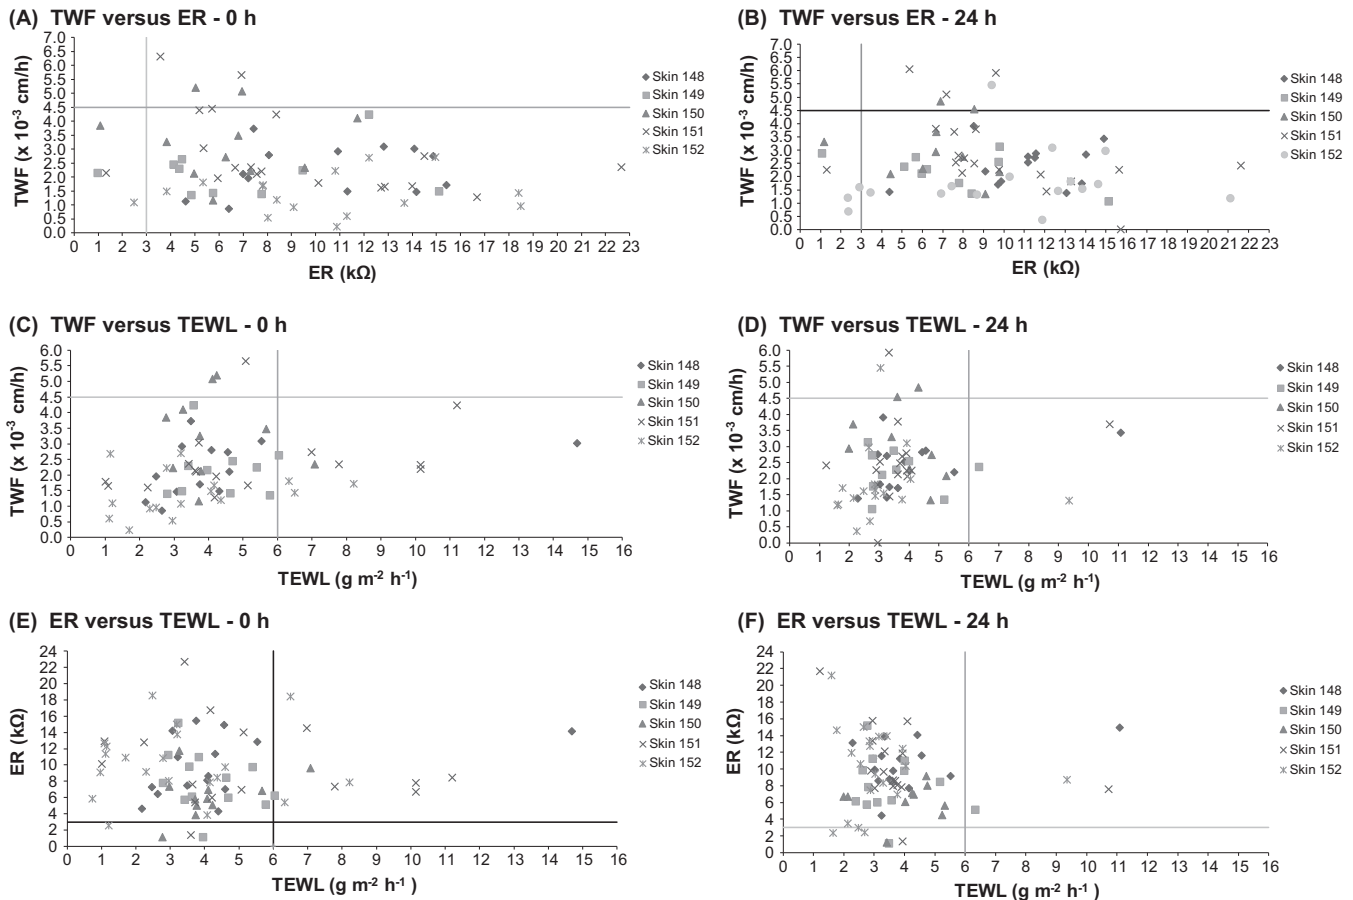 (A) TWF versus ER - 0 h
TWF (x 10⁻³ cm/h)
7.0
6.5
6.0
5.5
5.0
4.5
4.0
3.5
3.0
2.5
2.0
1.5
1.0
0.5
0.0
0 1 2 3 4 5 6 7 8 9 10 11 12 13 14 15 16 17 18 19 20 21 22 23
ER (kΩ)
Skin 148
Skin 149
Skin 150
Skin 151
Skin 152
(B) TWF versus ER - 24 h
TWF (x 10⁻³ cm/h)
7.0
6.5
6.0
5.5
5.0
4.5
4.0
3.5
3.0
2.5
2.0
1.5
1.0
0.5
0.0
0 1 2 3 4 5 6 7 8 9 10 11 12 13 14 15 16 17 18 19 20 21 22 23
ER (kΩ)
Skin 148
Skin 149
Skin 150
Skin 151
Skin 152
(C) TWF versus TEWL - 0 h
TWF (x 10⁻³ cm/h)
6.0
5.5
5.0
4.5
4.0
3.5
3.0
2.5
2.0
1.5
1.0
0.5
0.0
0 1 2 3 4 5 6 7 8 9 10 11 12 13 14 15 16
TEWL (g m⁻² h⁻¹)
Skin 148
Skin 149
Skin 150
Skin 151
Skin 152
(D) TWF versus TEWL - 24 h
TWF (x 10⁻³ cm/h)
6.0
5.5
5.0
4.5
4.0
3.5
3.0
2.5
2.0
1.5
1.0
0.5
0.0
0 1 2 3 4 5 6 7 8 9 10 11 12 13 14 15 16
TEWL (g m⁻² h⁻¹)
Skin 148
Skin 149
Skin 150
Skin 151
Skin 152
(E) ER versus TEWL - 0 h
ER (kΩ)
24
22
20
18
16
14
12
10
8
6
4
2
0
0 1 2 3 4 5 6 7 8 9 10 11 12 13 14 15 16
TEWL (g m⁻² h⁻¹ )
Skin 148
Skin 149
Skin 150
Skin 151
Skin 152
(F) ER versus TEWL - 24 h
ER (kΩ)
24
22
20
18
16
14
12
10
8
6
4
2
0
0 1 2 3 4 5 6 7 8 9 10 11 12 13 14 15 16
TEWL (g m⁻² h⁻¹)
Skin 148
Skin 149
Skin 150
Skin 151
Skin 152